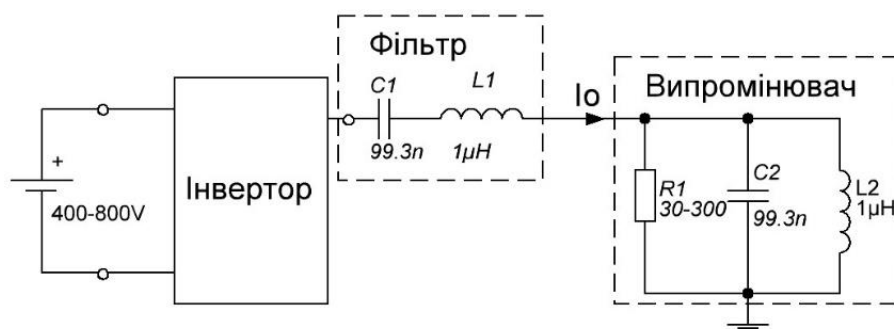 Фільтр
C1
L1
99.3n
1µH
Io
Випромінювач
+
400-800V
Інвертор
R1
30-300
C2
99.3n
L2
1µH